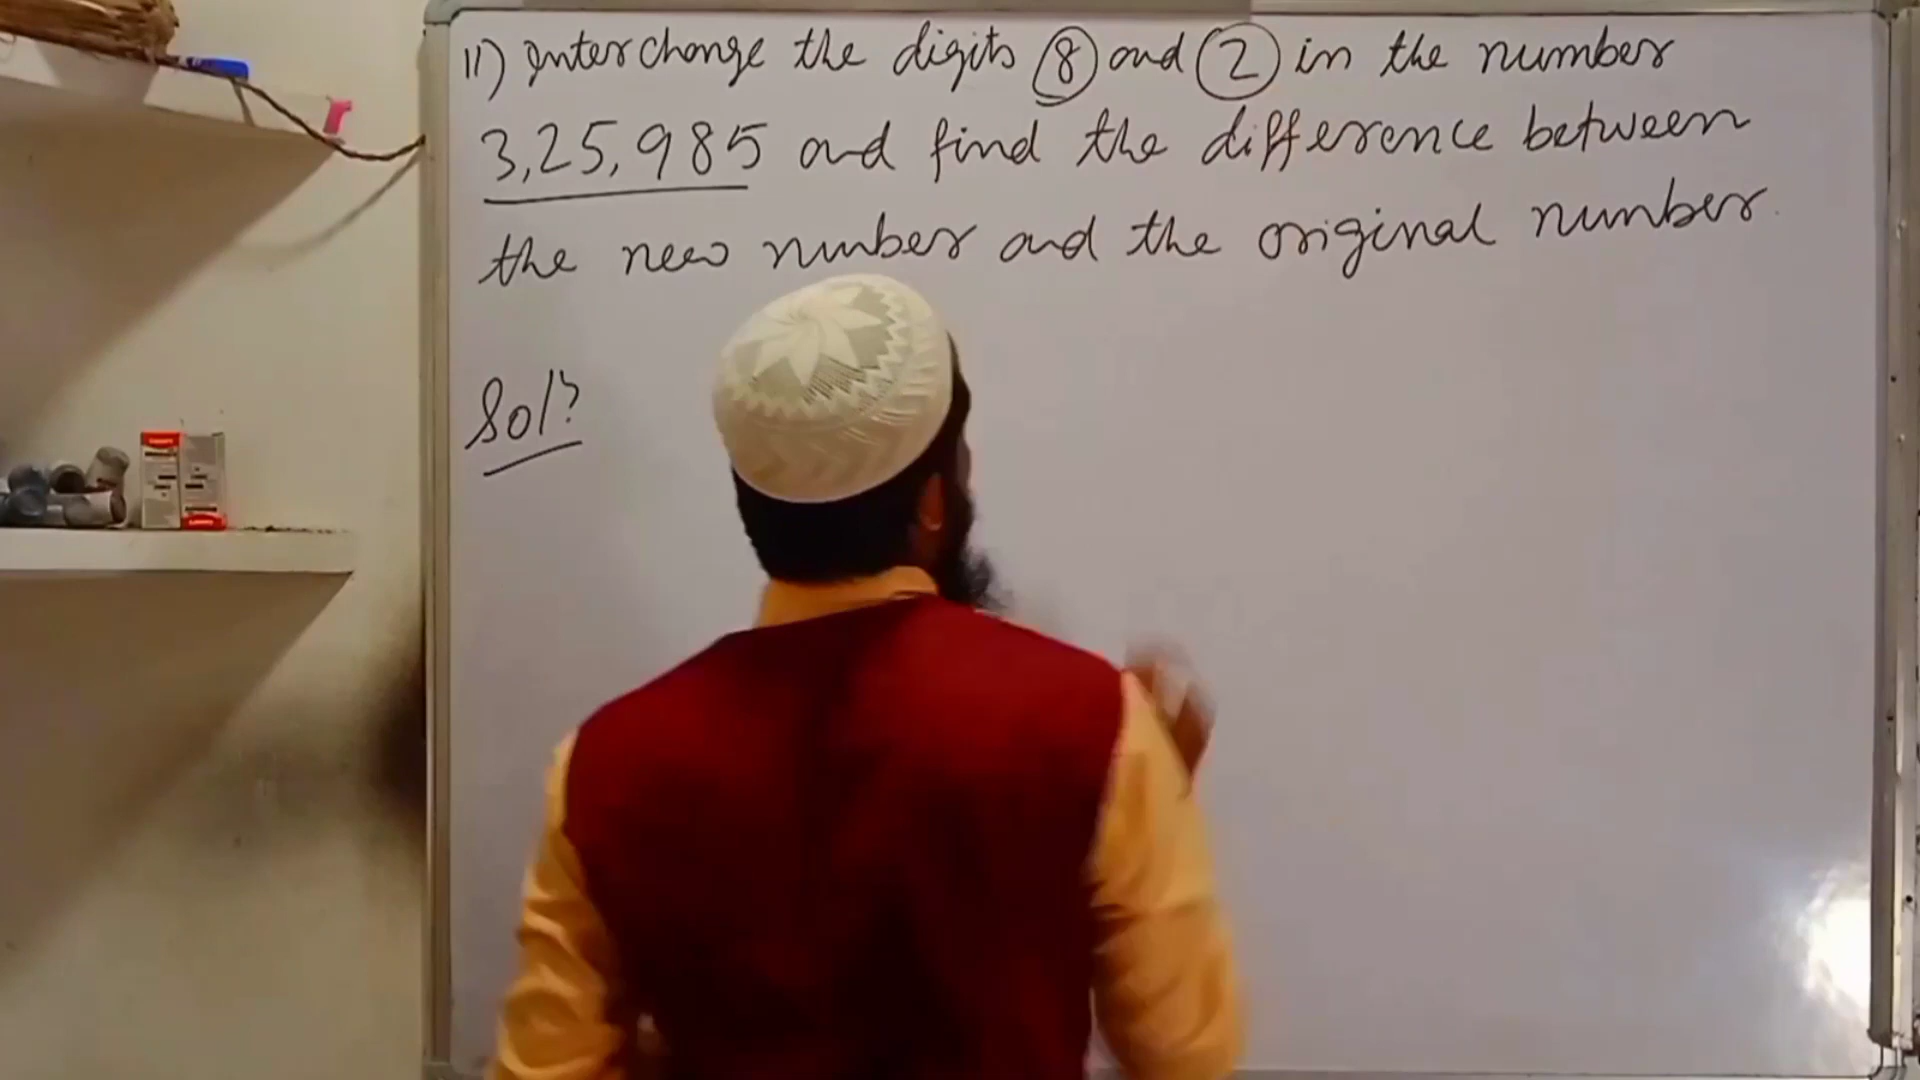 11) Interchange the digits 8 and 2 in the number
3,25,985 and find the difference between
the new number and the original number.
Sol?